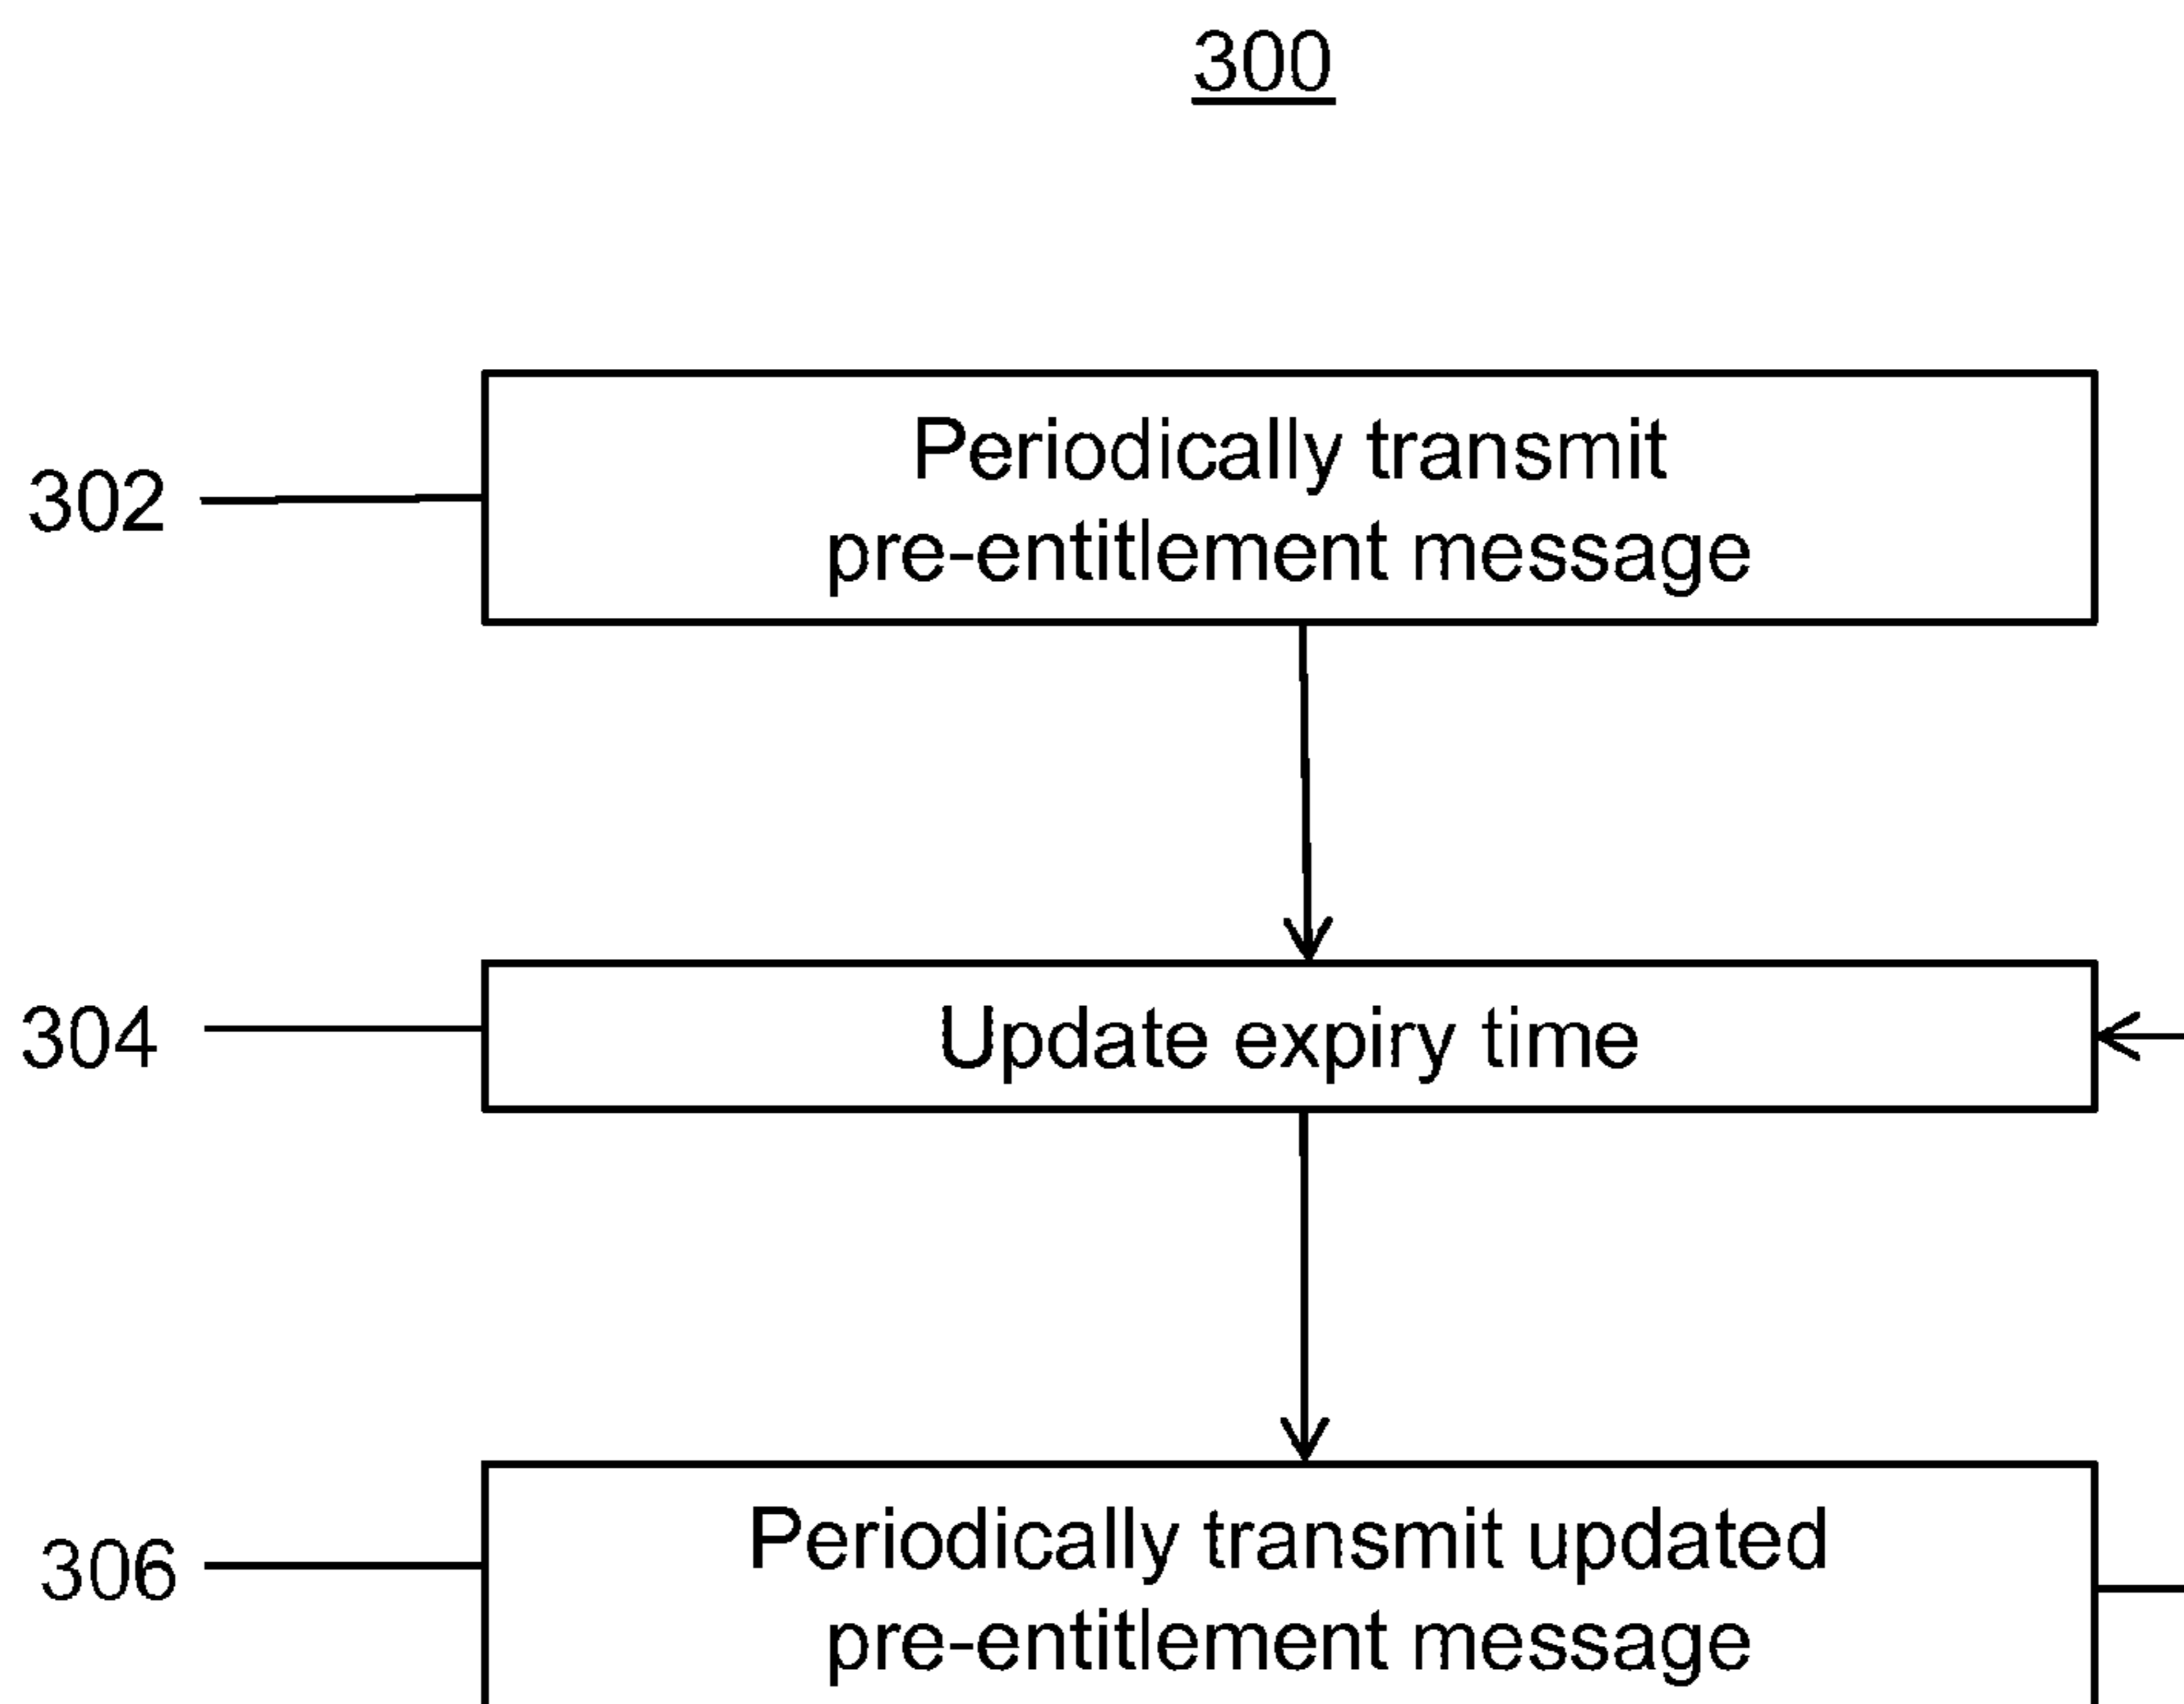 300
302
Periodically transmit
pre-entitlement message
304
Update expiry time
306
Periodically transmit updated
pre-entitlement message